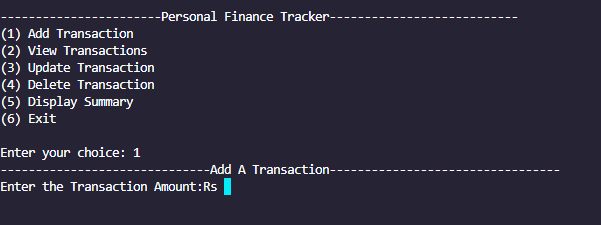 -----------------------Personal Finance Tracker---------------------------
(1) Add Transaction
(2) View Transactions
(3) Update Transaction
(4) Delete Transaction
(5) Display Summary
(6) Exit
Enter your choice: 1
------------------------------Add A Transaction---------------------------------
Enter the Transaction Amount:Rs